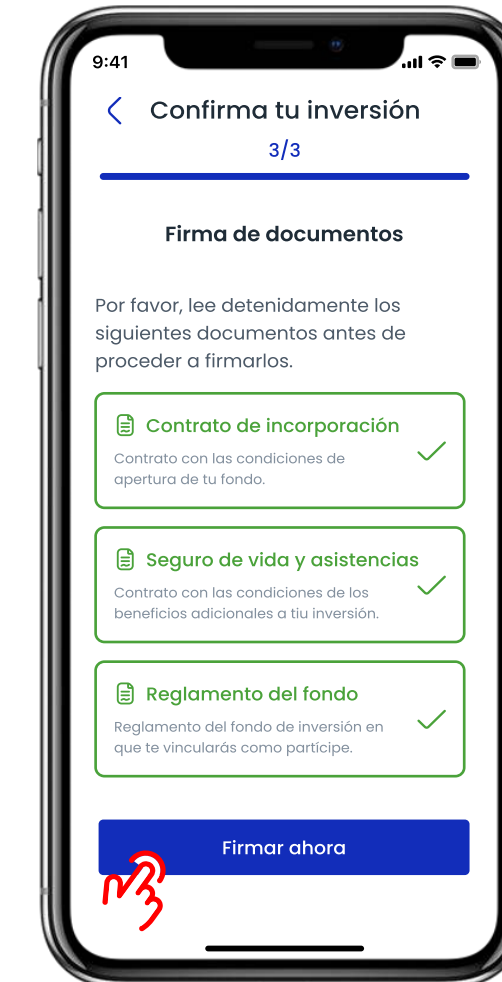 9:41
Confirma tu inversión
3/3
Firma de documentos
Por favor, lee detenidamente los
siguientes documentos antes de
proceder a firmarlos.
Contrato de incorporación
Contrato con las condiciones de
apertura de tu fondo.
Seguro de vida y asistencias
Contrato con las condiciones de los
beneficios adicionales a tiu inversión.
Reglamento del fondo
Reglamento del fondo de inversión en
que te vincularás como partícipe.
Firmar ahora